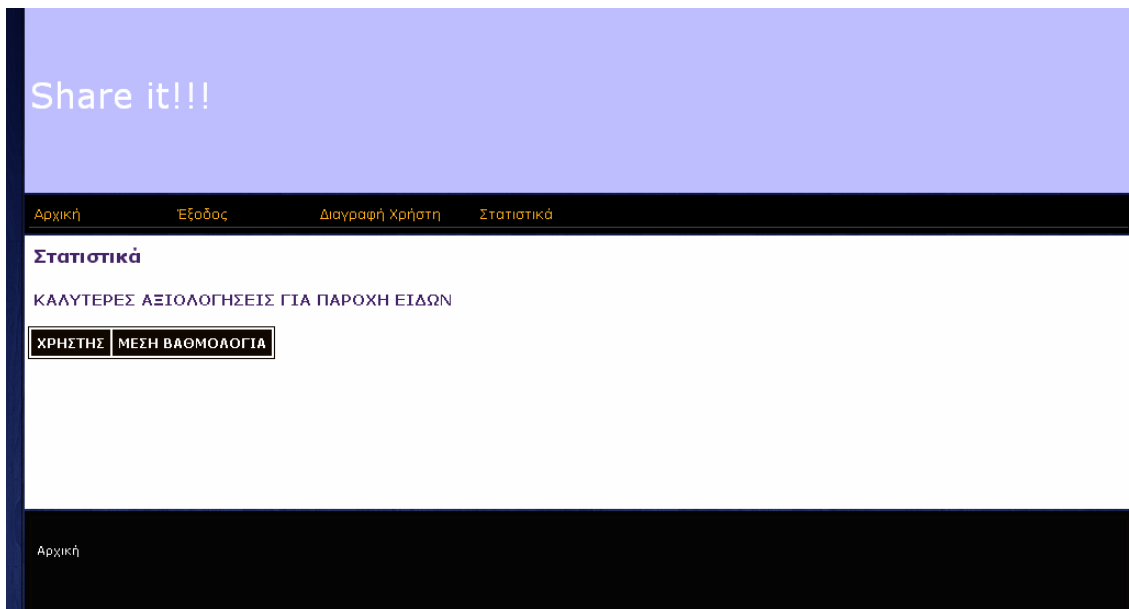 Share it!!!
Αρχική Έξοδος Διαγραφή Χρήστη Στατιστικά
Στατιστικά
ΚΑΛΥΤΕΡΕΣ ΑΞΙΟΛΟΓΗΣΕΙΣ ΓΙΑ ΠΑΡΟΧΗ ΕΙΔΩΝ
ΧΡΗΣΤΗΣ ΜΕΣΗ ΒΑΘΜΟΛΟΓΙΑ
Αρχική